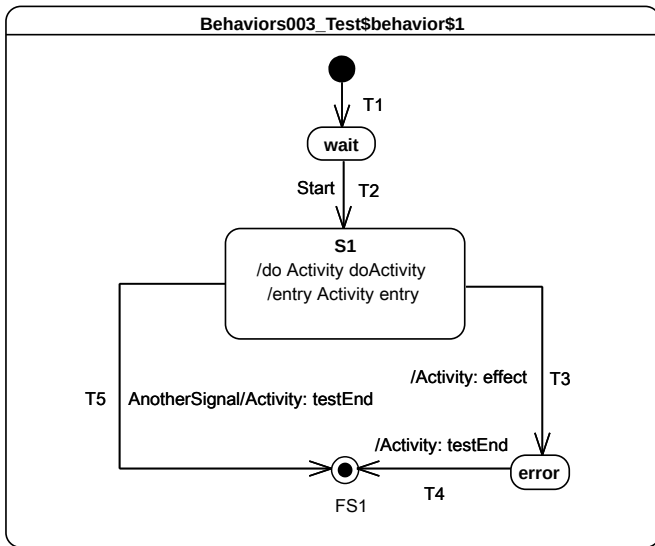 Behaviors003_Test$behavior$1
T1
wait
Start T2
S1
/do Activity doActivity
/entry Activity entry
/Activity: effect T3
T5 AnotherSignal/Activity: testEnd
/Activity: testEnd
error
T4
FS1